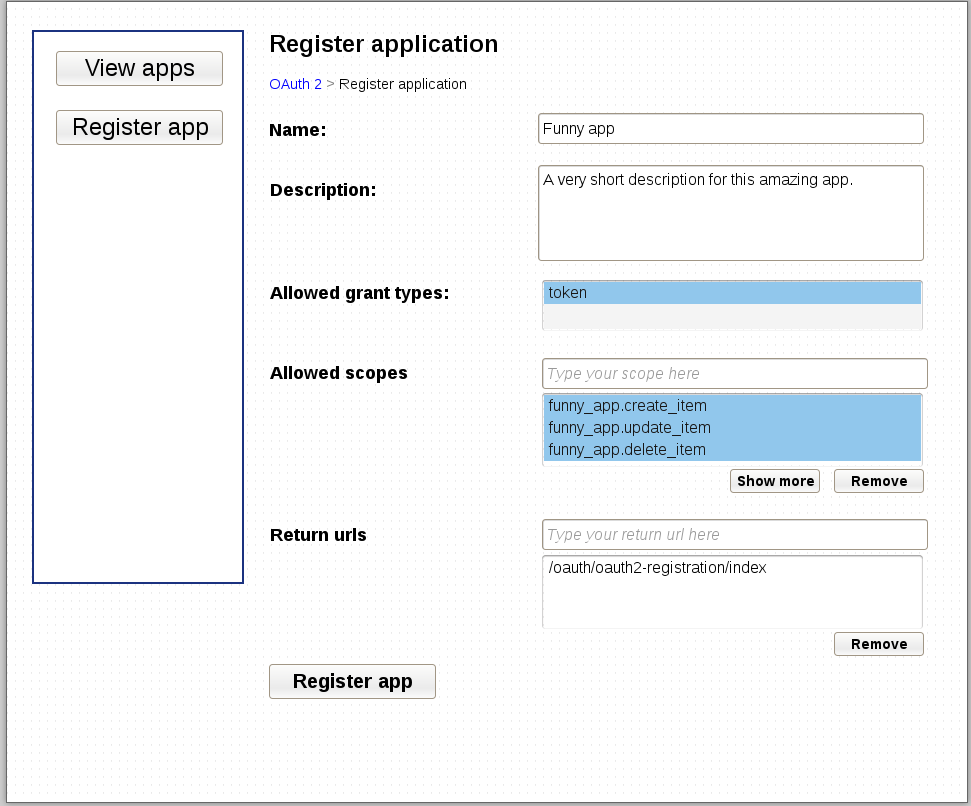 View apps
Register app
Register application
OAuth 2 > Register application
Name:
Funny app
Description:
A very short description for this amazing app.
Allowed grant types:
token
Allowed scopes
Type your scope here
funny_app.create_item
funny_app.update_item
funny_app.delete_item
Show more
Remove
Return urls
Type your return url here
/oauth/oauth2-registration/index
Remove
Register app